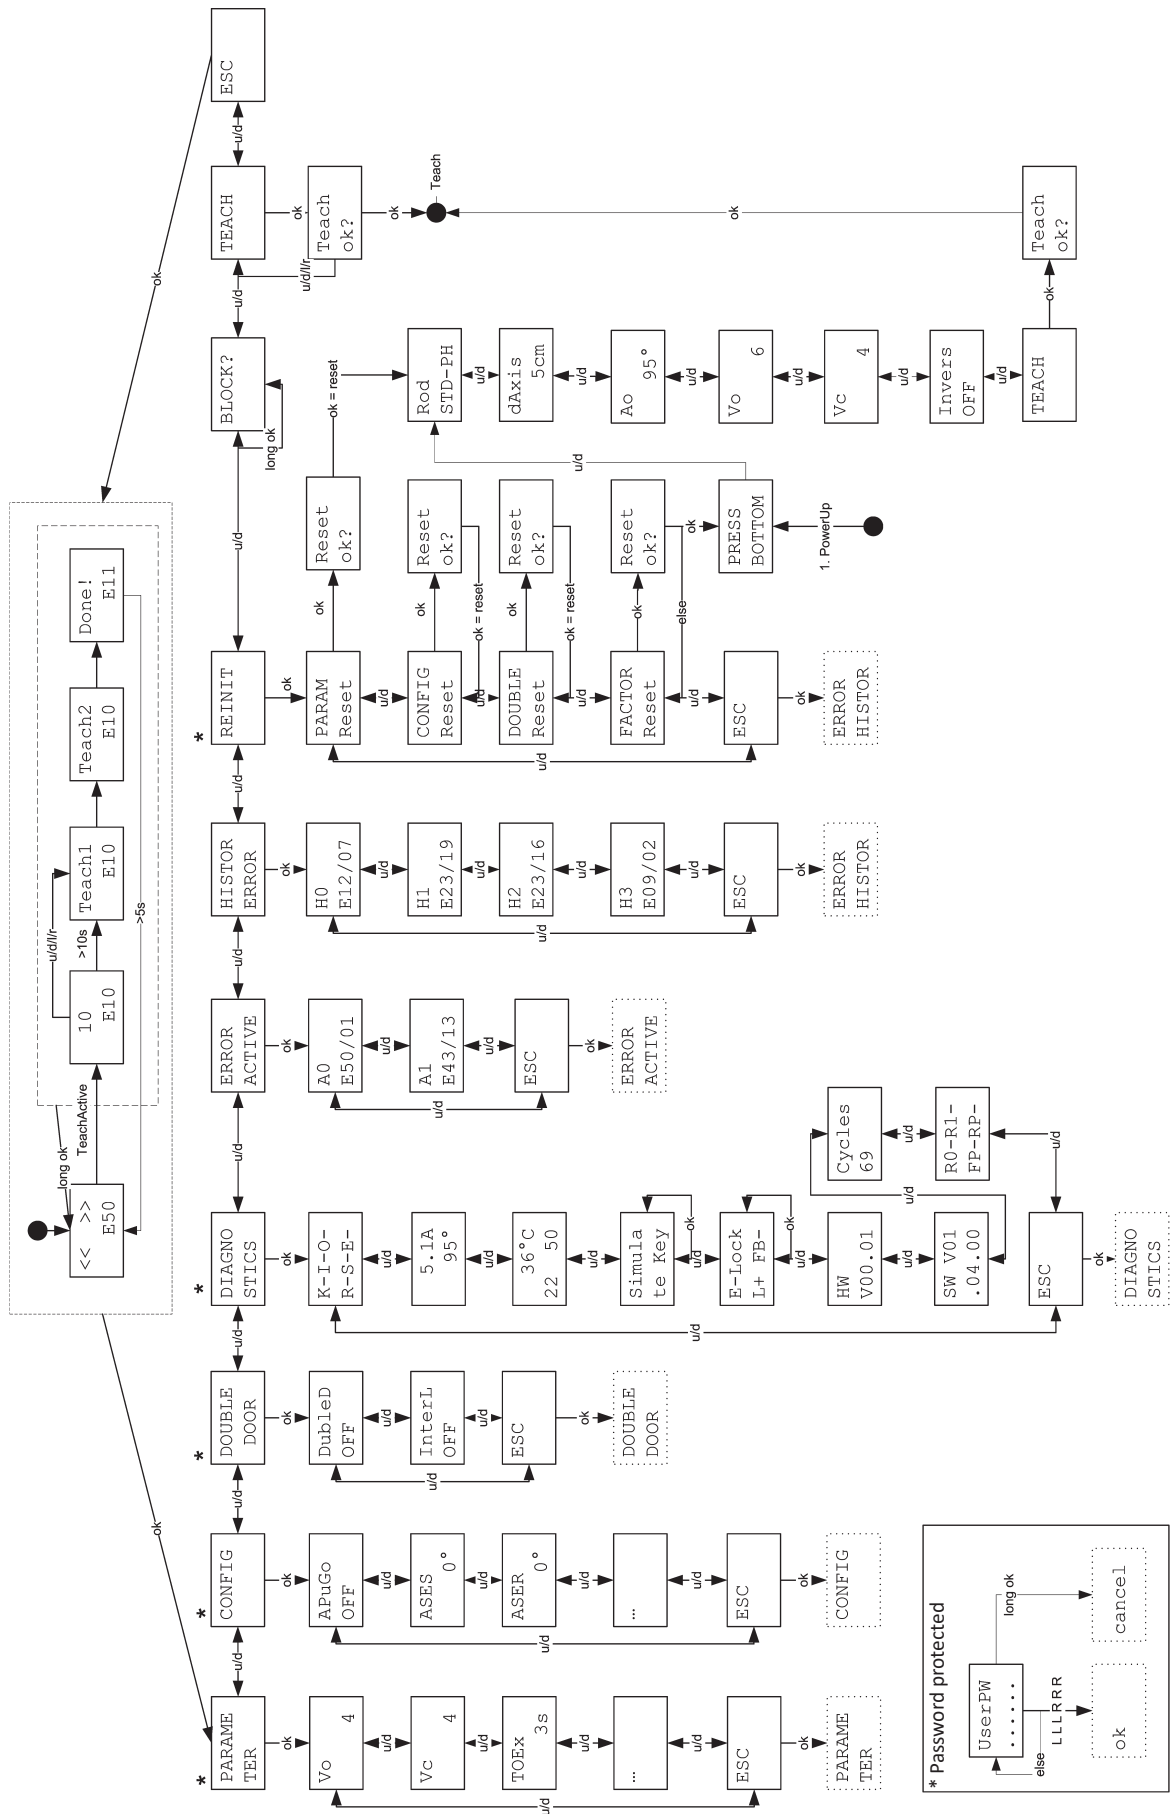 << >>
E50
TeachActive
long ok
10
E10
u/d/l/r
>10s
Teach1
E10
Teach2
E10
Done!
E11
>5s
ok
ok
*
PARAME
TER
u/d
*
CONFIG
u/d
*
DOUBLE
DOOR
u/d
*
DIAGNO
STICS
u/d
ERROR
ACTIVE
u/d
HISTOR
ERROR
u/d
*
REINIT
u/d
BLOCK?
long ok
u/d
TEACH
u/d
ESC
ok
Vo
4
u/d
Vc
4
u/d
TOEx
3s
u/d
...
u/d
ESC
u/d
ok
PARAME
TER
ok
APuGo
OFF
u/d
ASES
0°
u/d
ASER
0°
u/d
...
u/d
ESC
u/d
ok
CONFIG
ok
DubleD
OFF
u/d
InterL
OFF
u/d
ESC
u/d
ok
DOUBLE
DOOR
ok
K-I-O-
R-S-E-
u/d
5.1A
95°
u/d
36°C
22 50
u/d
Simula
te Key
ok
u/d
E-Lock
L+ FB-
ok
u/d
HW
V00.01
u/d
SW V01
.04.00
u/d
Cycles
69
u/d
R0-R1-
FP-RP-
u/d
ESC
u/d
ok
DIAGNO
STICS
ok
A0
E50/01
u/d
A1
E43/13
u/d
ESC
u/d
ok
ERROR
ACTIVE
ok
H0
E12/07
u/d
H1
E23/19
u/d
H2
E23/16
u/d
H3
E09/02
u/d
ESC
u/d
ok
ERROR
HISTOR
ok
PARAM
Reset
ok
Reset
ok?
ok = reset
u/d
CONFIG
Reset
ok
Reset
ok?
ok = reset
u/d
DOUBLE
Reset
ok
Reset
ok?
ok = reset
u/d
FACTOR
Reset
ok
Reset
ok?
else
ok
u/d
ESC
u/d
ok
ERROR
HISTOR
PRESS
BOTTOM
1. PowerUp
u/d
Rod
STD-PH
u/d
dAxis
5cm
u/d
Ao
95°
u/d
Vo
6
u/d
Vc
4
u/d
Invers
OFF
u/d
TEACH
ok
Teach
ok?
ok
ok
Teach
ok?
u/d/l/r
ok
Teach
* Password protected
UserPW
......
else
L L L R R R
ok
long ok
cancel